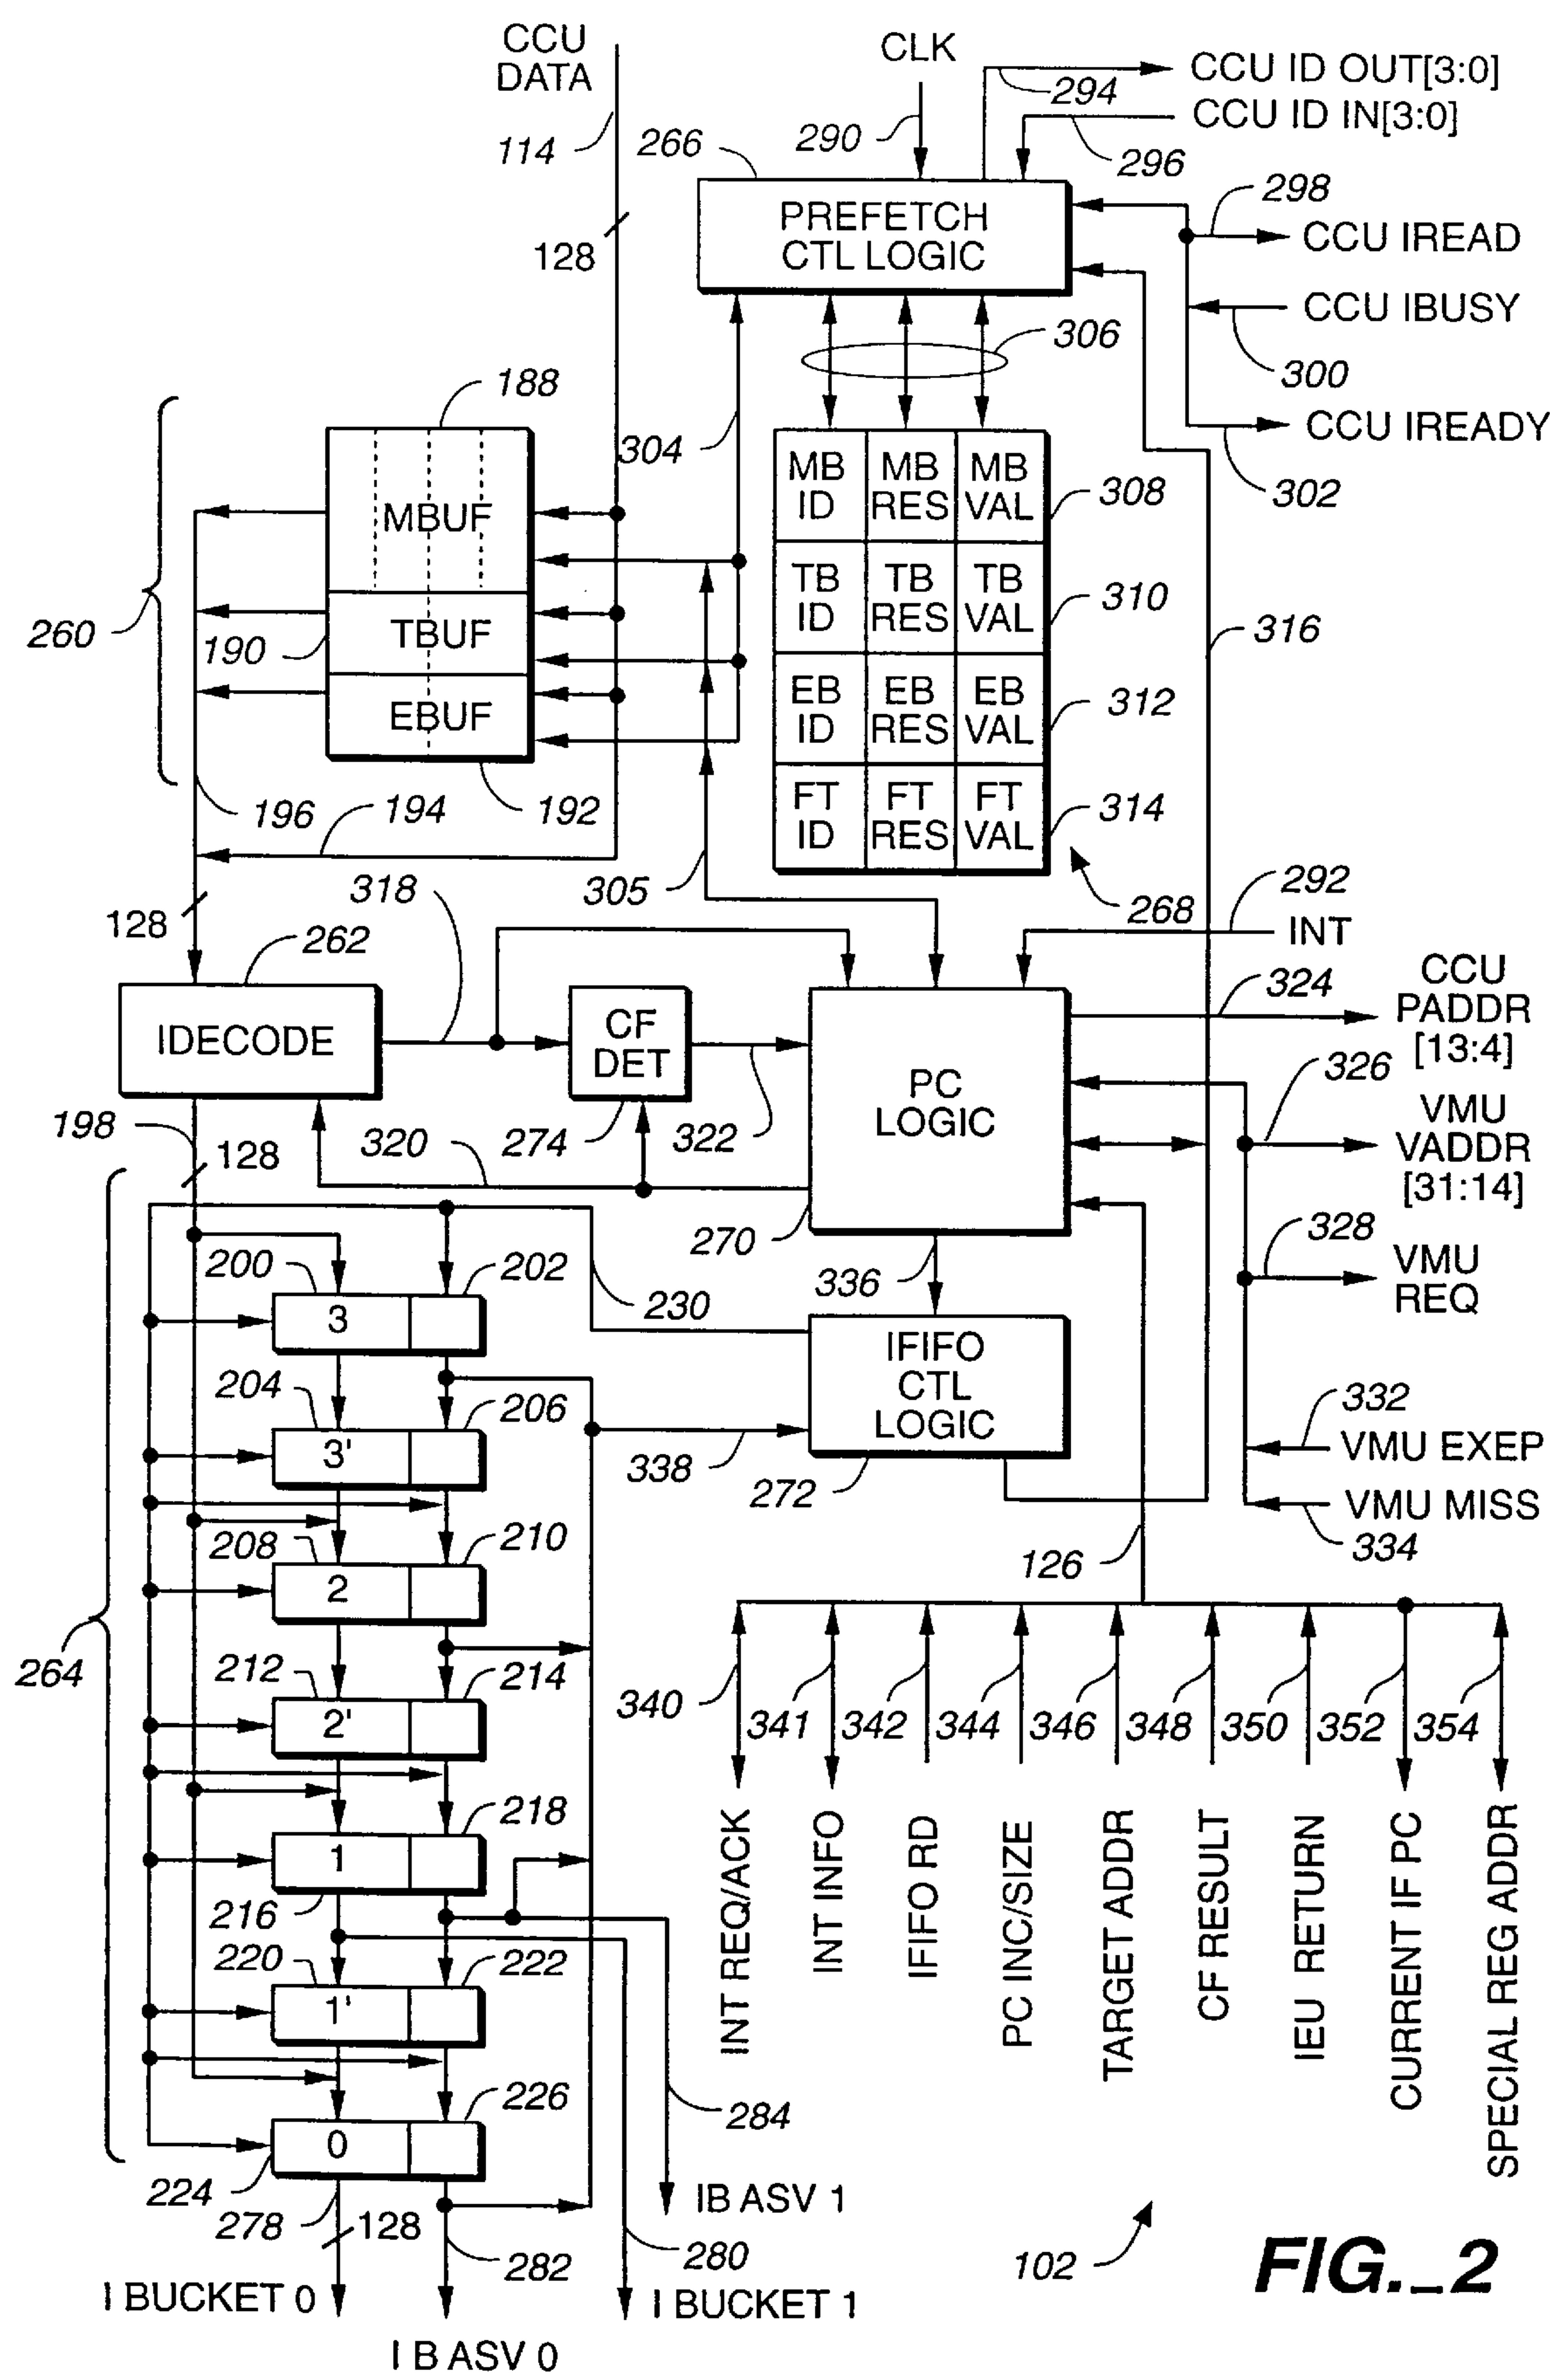 CCU
DATA
CLK
CCU ID OUT[3:0]
294
CCU ID IN[3:0]
114
266
290
296
298
PREFETCH
CTL LOGIC
CCU IREAD
128
CCU IBUSY
306
300
188
CCU IREADY
304
302
MB
ID
MB
RES
MB
VAL
308
MBUF
TB
ID
TB
RES
TB
VAL
310
260
190
TBUF
316
EB
ID
EB
RES
EB
VAL
312
EBUF
FT
ID
FT
RES
FT
VAL
314
196
194
192
318
305
268
292
128
262
INT
CCU
PADDR
[13:4]
324
IDECODE
CF
DET
PC
LOGIC
326
VMU
VADDR
[31:14]
198
128
320
274
322
270
328
VMU
REQ
200
202
230
336
3
IFIFO
CTL
LOGIC
204
206
332
3'
338
272
VMU EXEP
VMU MISS
334
208
210
126
2
264
212
214
340
341
342
344
346
348
350
352
354
2'
218
1
216
INT REQ/ACK
INT INFO
IFIFO RD
PC INC/SIZE
TARGET ADDR
CF RESULT
IEU RETURN
CURRENT IF PC
SPECIAL REG ADDR
220
222
1'
226
284
0
224
278
128
IB ASV 1
282
280
102
FIG._2
I BUCKET 0
I BUCKET 1
I B ASV 0